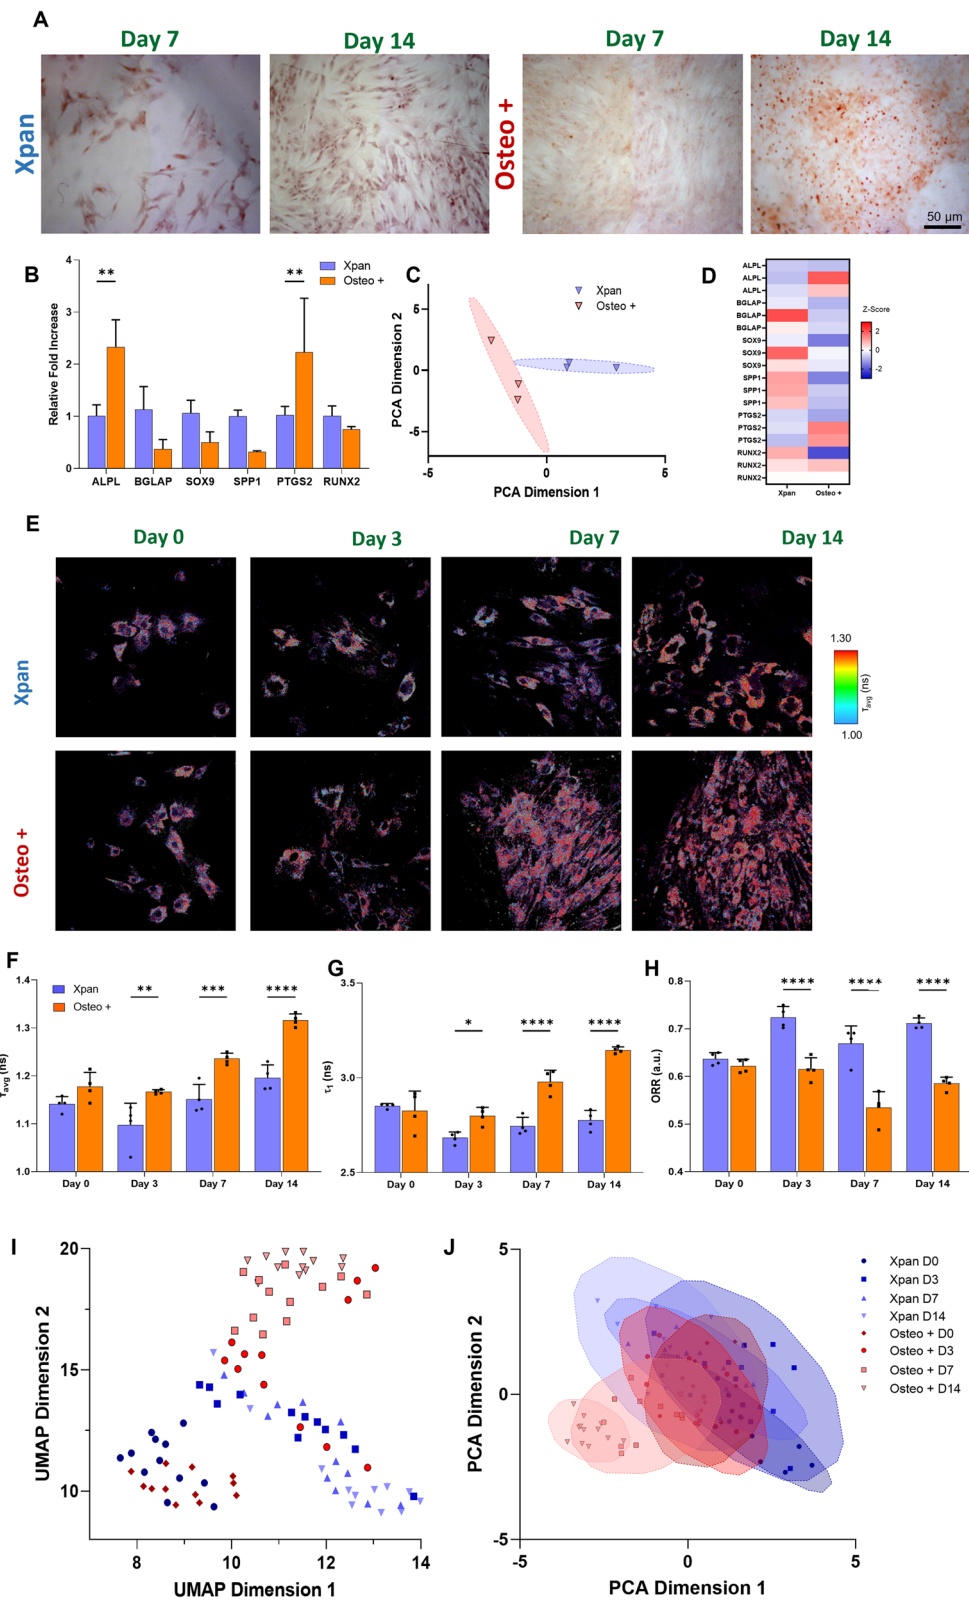 A
Day 7
Day 14
Day 7
Day 14
Xpan
Osteo +
50 µm
B
Relative Fold Increase
4
3
2
1
0
**
**
Xpan
Osteo +
ALPL
BGLAP
SOX9
SPP1
PTGS2
RUNX2
C
PCA Dimension 2
5
0
-5
-5
0
5
PCA Dimension 1
Xpan
Osteo +
D
ALPL
ALPL
ALPL
BGLAP
BGLAP
BGLAP
SOX9
SOX9
SOX9
SPP1
SPP1
SPP1
PTGS2
PTGS2
PTGS2
RUNX2
RUNX2
RUNX2
Xpan
Osteo +
Z-Score
2
0
-2
E
Day 0
Day 3
Day 7
Day 14
Xpan
Osteo +
1.30
τavg (ns)
1.00
F
τavg (ns)
1.4
1.3
1.2
1.1
1.0
Xpan
Osteo +
**
***
****
Day 0
Day 3
Day 7
Day 14
G
τ1 (ns)
3.5
3.0
2.5
*
****
****
Day 0
Day 3
Day 7
Day 14
H
ORR (a.u.)
0.8
0.7
0.6
0.5
0.4
****
****
****
Day 0
Day 3
Day 7
Day 14
I
UMAP Dimension 2
20
15
10
8
10
12
14
UMAP Dimension 1
J
PCA Dimension 2
5
0
-5
-5
0
5
PCA Dimension 1
Xpan D0
Xpan D3
Xpan D7
Xpan D14
Osteo + D0
Osteo + D3
Osteo + D7
Osteo + D14